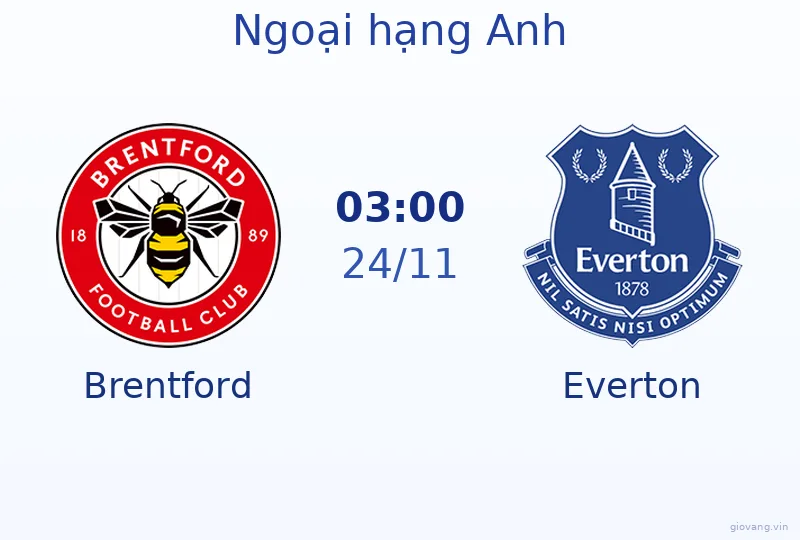 Ngoại hạng Anh
BRENTFORD
18 89
FOOTBALL CLUB
03:00
24/11
Everton
1878
NIL SATIS NISI OPTIMUM
Brentford
Everton
giovang.vin